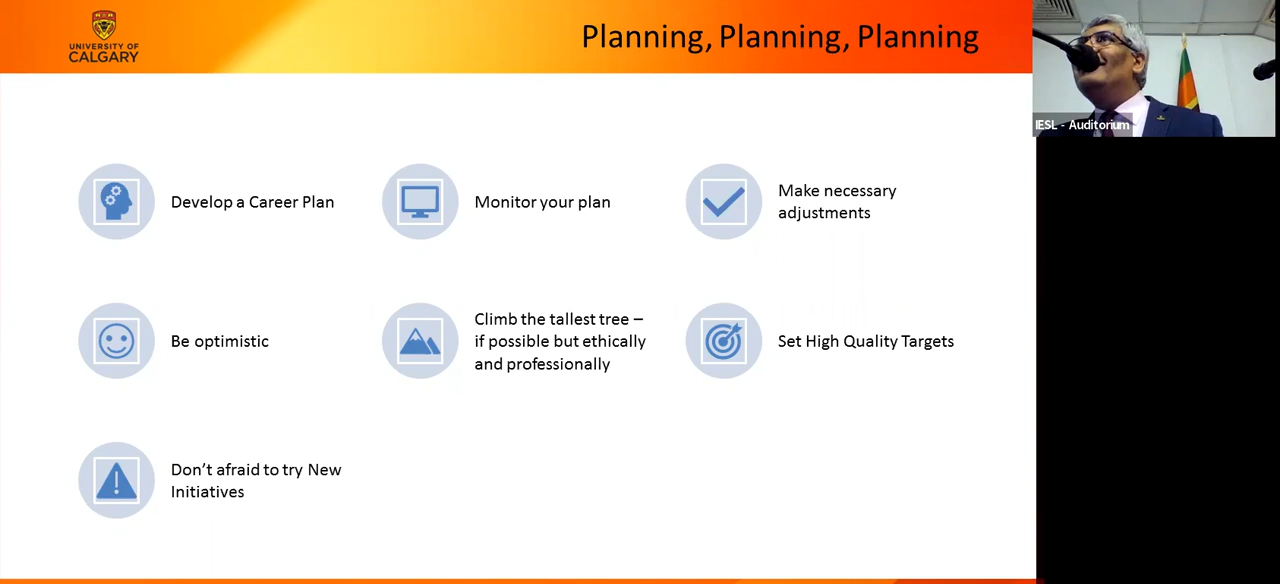 UNIVERSITY OF
CALGARY
Planning, Planning, Planning
IESL - Auditorium
Develop a Career Plan
Monitor your plan
Make necessary
adjustments
Be optimistic
Climb the tallest tree –
if possible but ethically
and professionally
Set High Quality Targets
Don't afraid to try New
Initiatives